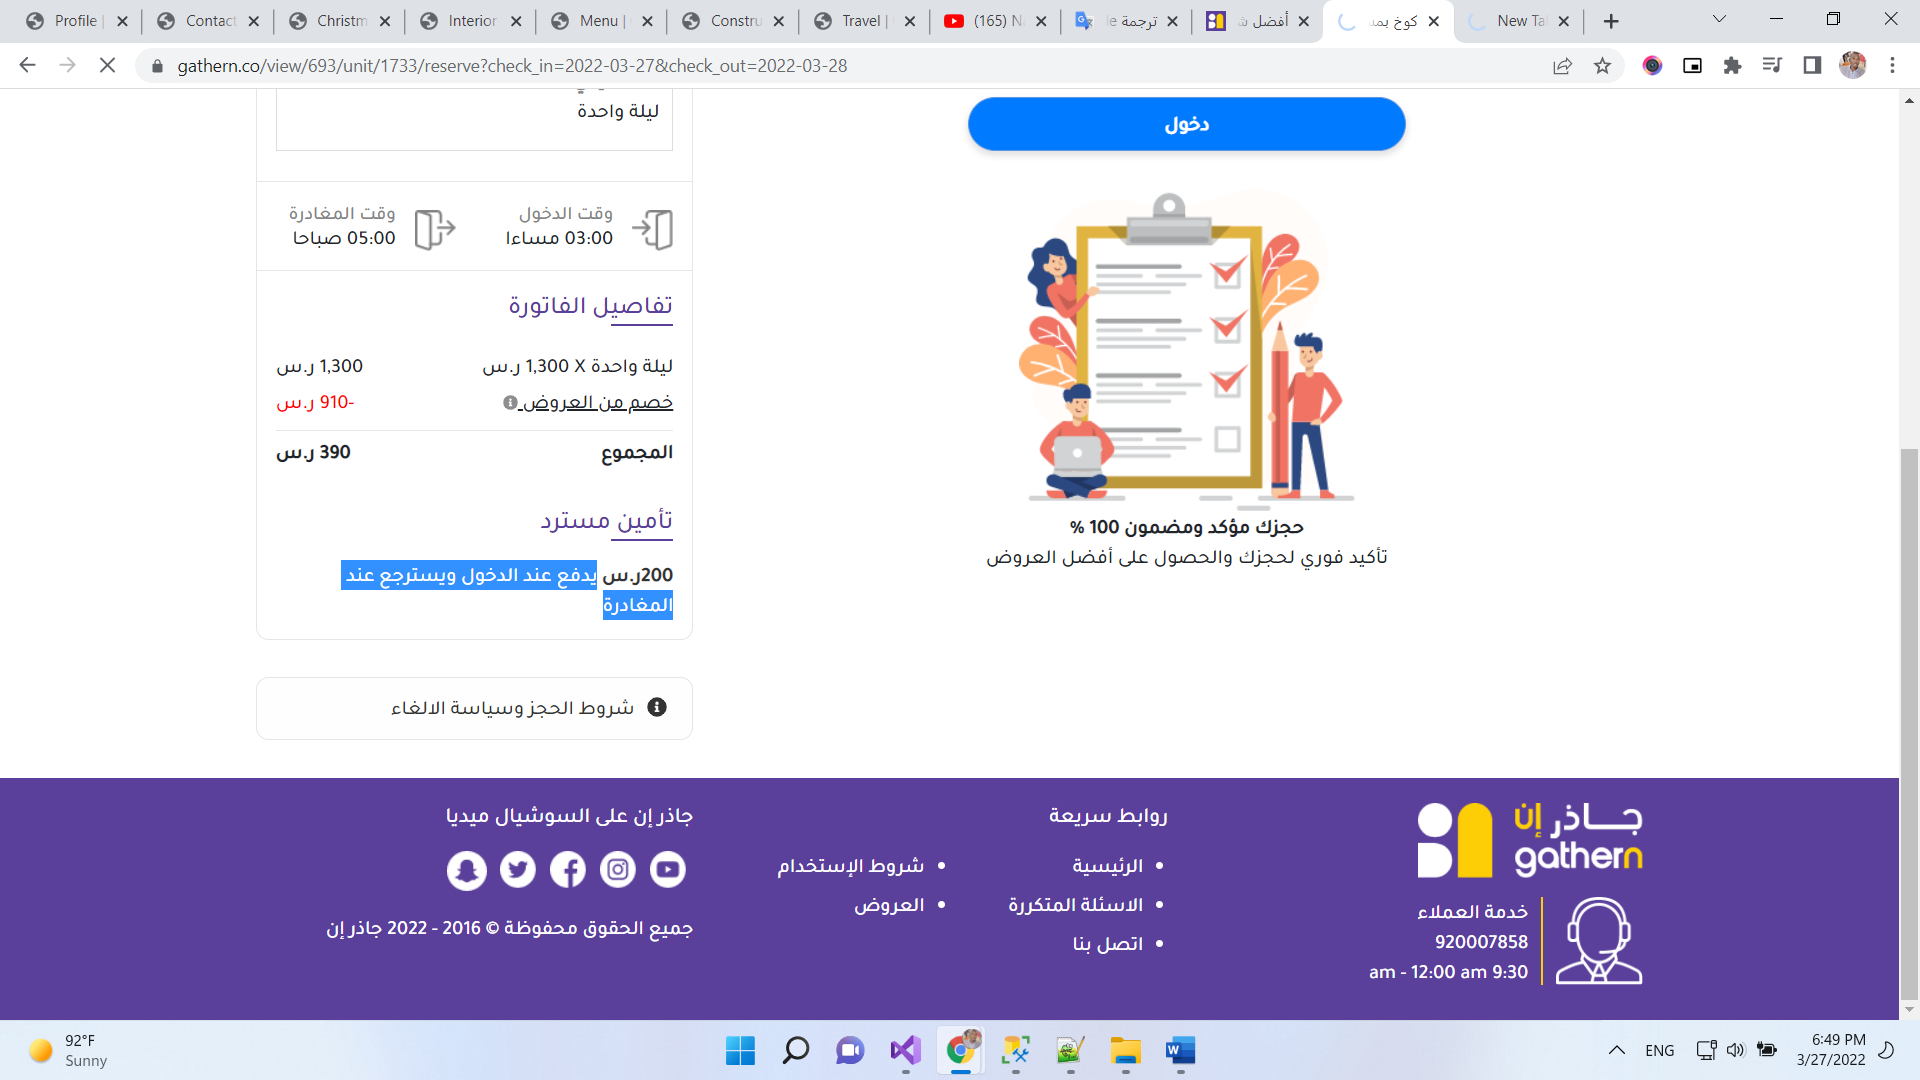 Profile |
Contact
Christm
Interior
Menu |
Constru
Travel |
(165) N
ترجمة
أفضل
كوخ
New Ta
gathern.co/view/693/unit/1733/reserve?check_in=2022-03-27&check_out=2022-03-28
دخول
حجزك مؤكد ومضمون 100 %
تأكيد فوري لحجزك والحصول على أفضل العروض
ليلة واحدة
وقت الدخول
03:00 مساءا
وقت المغادرة
05:00 صباحا
تفاصيل الفاتورة
ليلة واحدة X 1,300 ر.س
1,300 ر.س
خصم من العروض
-910 ر.س
المجموع
390 ر.س
تأمين مسترد
200ر.س يدفع عند الدخول ويسترجع عند
المغادرة
شروط الحجز وسياسة الالغاء
جــاذر إن
gathern
خدمة العملاء
920007858
am - 12:00 am 9:30
روابط سريعة
الرئيسية
الاسئلة المتكررة
اتصل بنا
شروط الإستخدام
العروض
جاذر إن على السوشيال ميديا
جميع الحقوق محفوظة © 2016 - 2022 جاذر إن
92°F
Sunny
ENG
6:49 PM
3/27/2022